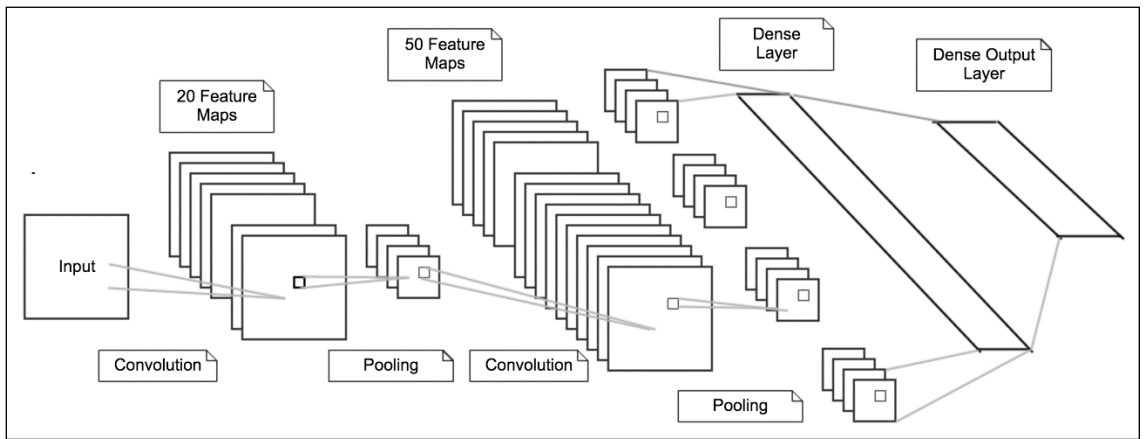 50 Feature
Maps
Dense
Layer
Dense Output
Layer
20 Feature
Maps
Input
Convolution
Pooling
Convolution
Pooling